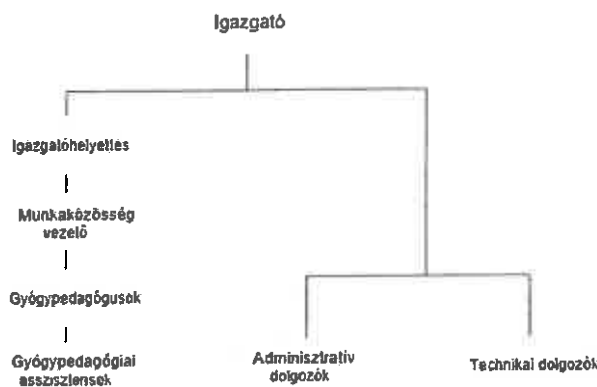 Igazgató
Igazgatóhelyettes
Munkaközösség
vezető
Gyógypedagógusok
Gyógypedagógiai
asszisztensek
Adminisztratív
dolgozók
Technikai dolgozók